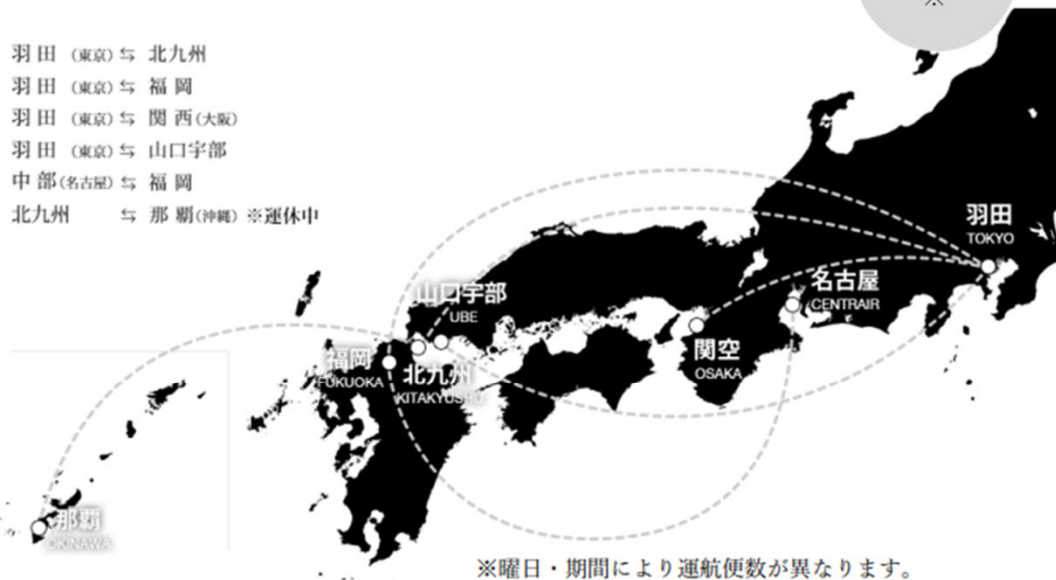 ※
羽田（東京）⇆ 北九州
羽田（東京）⇆ 福岡
羽田（東京）⇆ 関西（大阪）
羽田（東京）⇆ 山口宇部
中部（名古屋）⇆ 福岡
北九州 ⇆ 那覇（沖縄）※運休中
羽田
TOKYO
名古屋
CENTRAIR
山口宇部
UBE
関空
OSAKA
福岡
FUKUOKA
北九州
KITAKYUSHU
那覇
OKINAWA
※曜日・期間により運航便数が異なります。